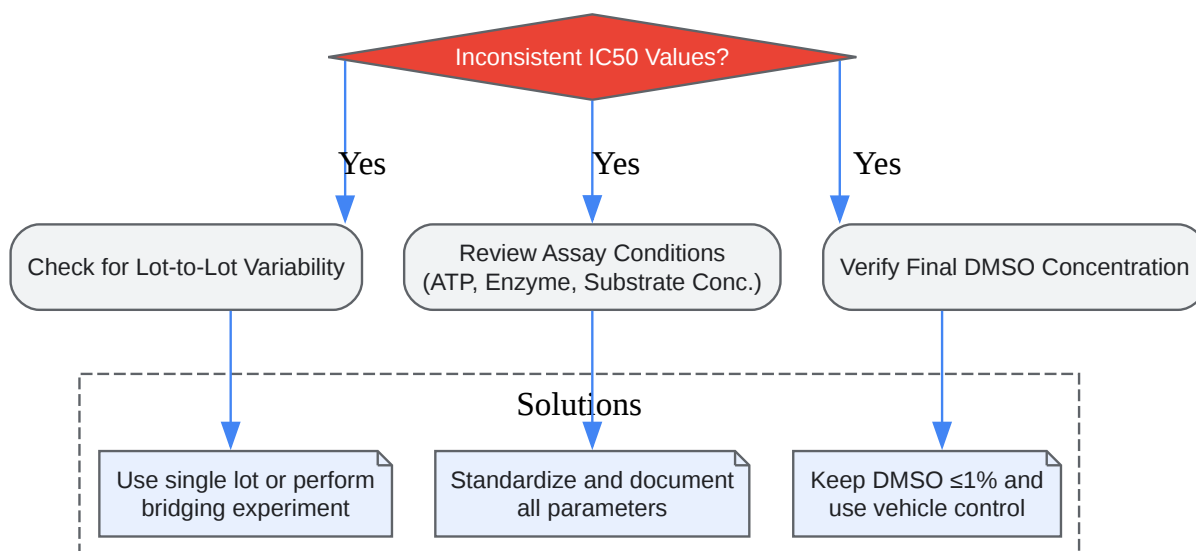 Inconsistent IC50 Values?
Yes
Yes
Yes
Check for Lot-to-Lot Variability
Review Assay Conditions
(ATP, Enzyme, Substrate Conc.)
Verify Final DMSO Concentration
Solutions
Use single lot or perform
bridging experiment
Standardize and document
all parameters
Keep DMSO ≤1% and
use vehicle control